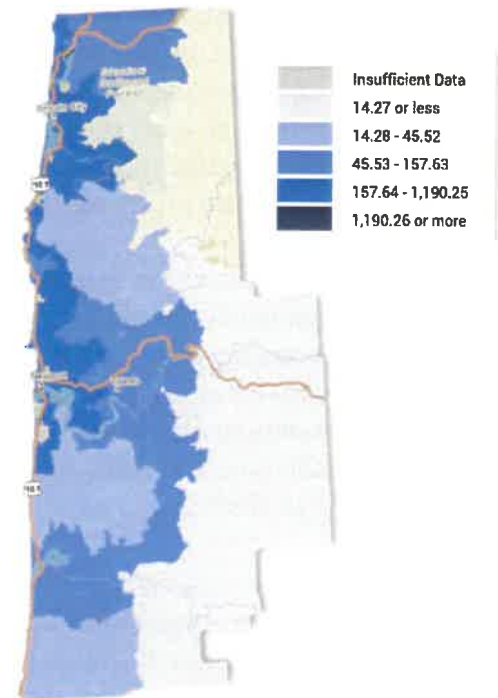 Insufficient Data
14.27 or less
14.28 - 45.52
45.53 - 157.63
157.64 - 1,190.25
1,190.26 or more
City
101
101